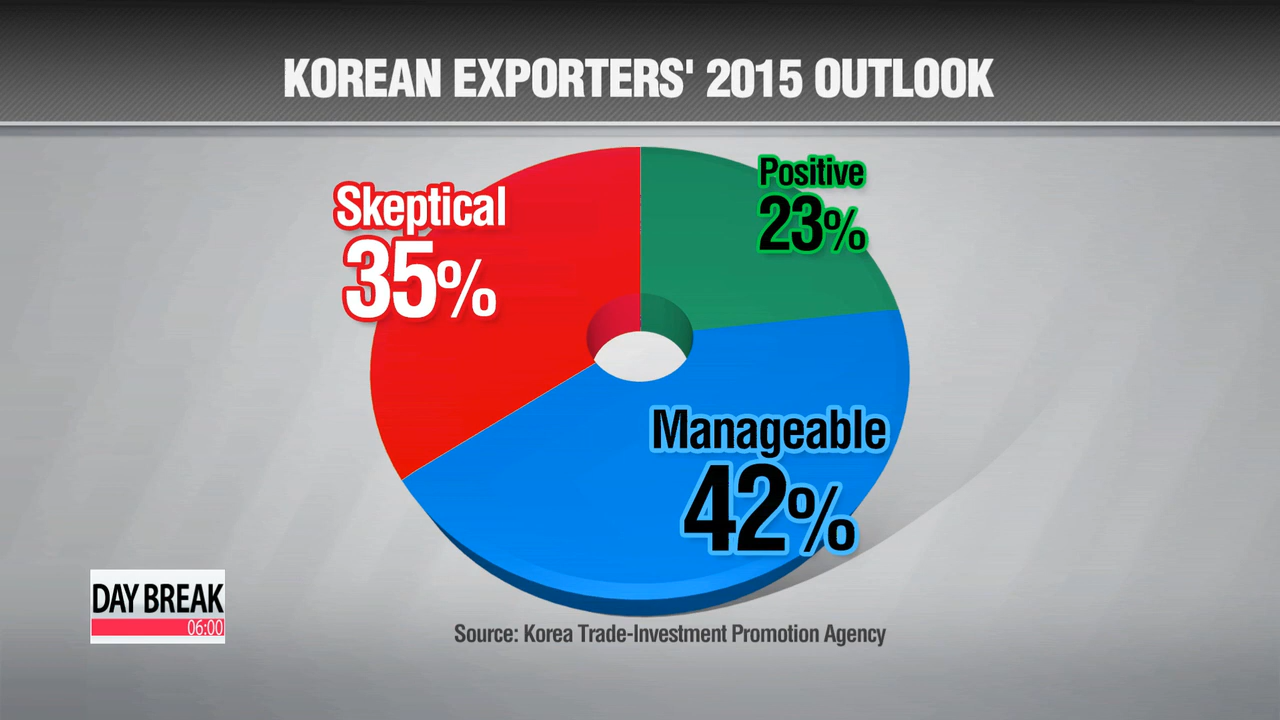 KOREAN EXPORTERS' 2015 OUTLOOK
Skeptical
35%
Positive
23%
Manageable
42%
DAY BREAK
06:00
Source: Korea Trade-Investment Promotion Agency